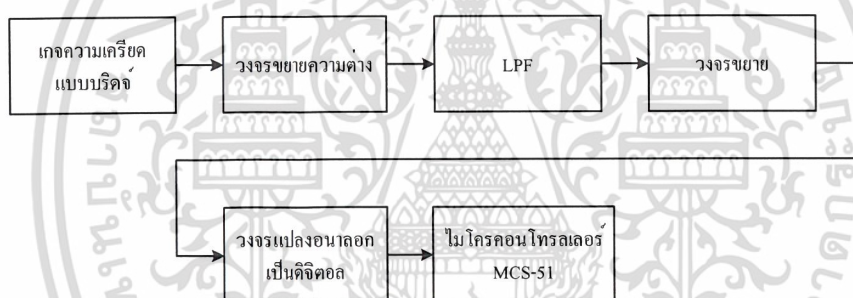 เกจความเครียด
แบบบริดจ์
วงจรขยายความต่าง
LPF
วงจรขยาย
วงจรแปลงอนาลอก
เป็นดิจิตอล
ไมโครคอนโทรลเลอร์
MCS-51